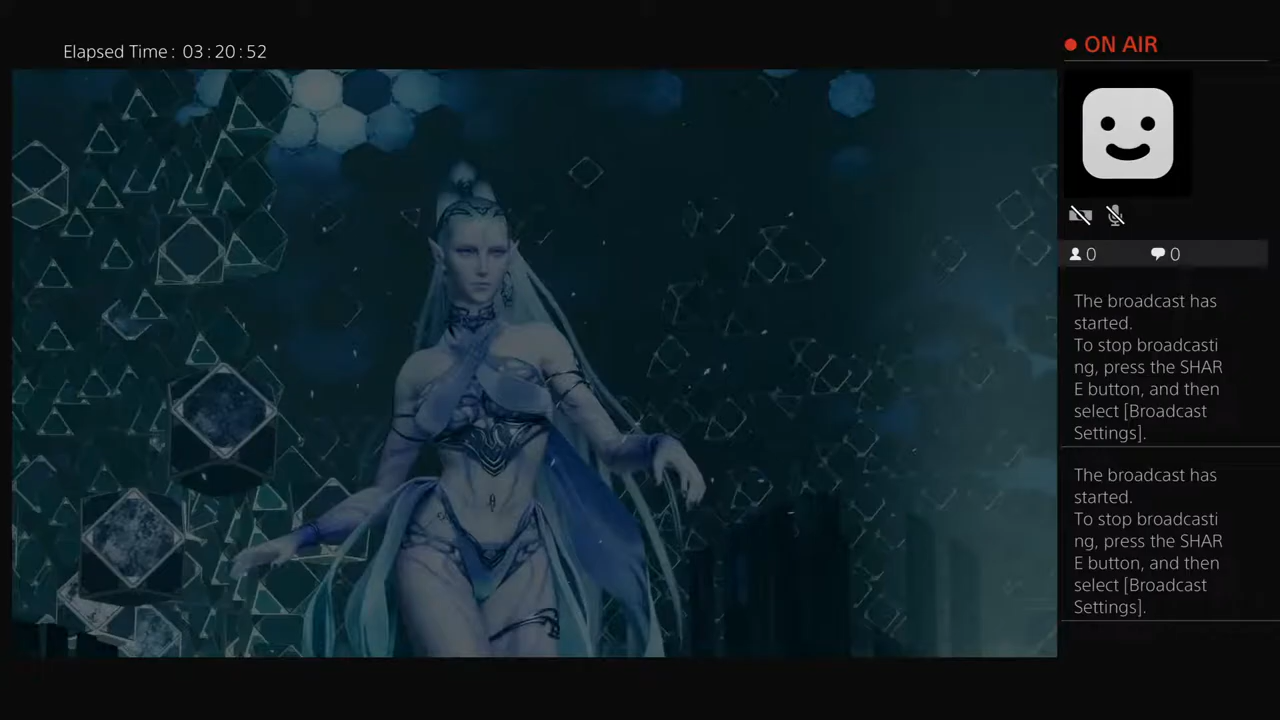 Elapsed Time: 03:20:52
ON AIR
0
0
The broadcast has
started.
To stop broadcasti
ng, press the SHAR
E button, and then
select [Broadcast
Settings].
The broadcast has
started.
To stop broadcasti
ng, press the SHAR
E button, and then
select [Broadcast
Settings].